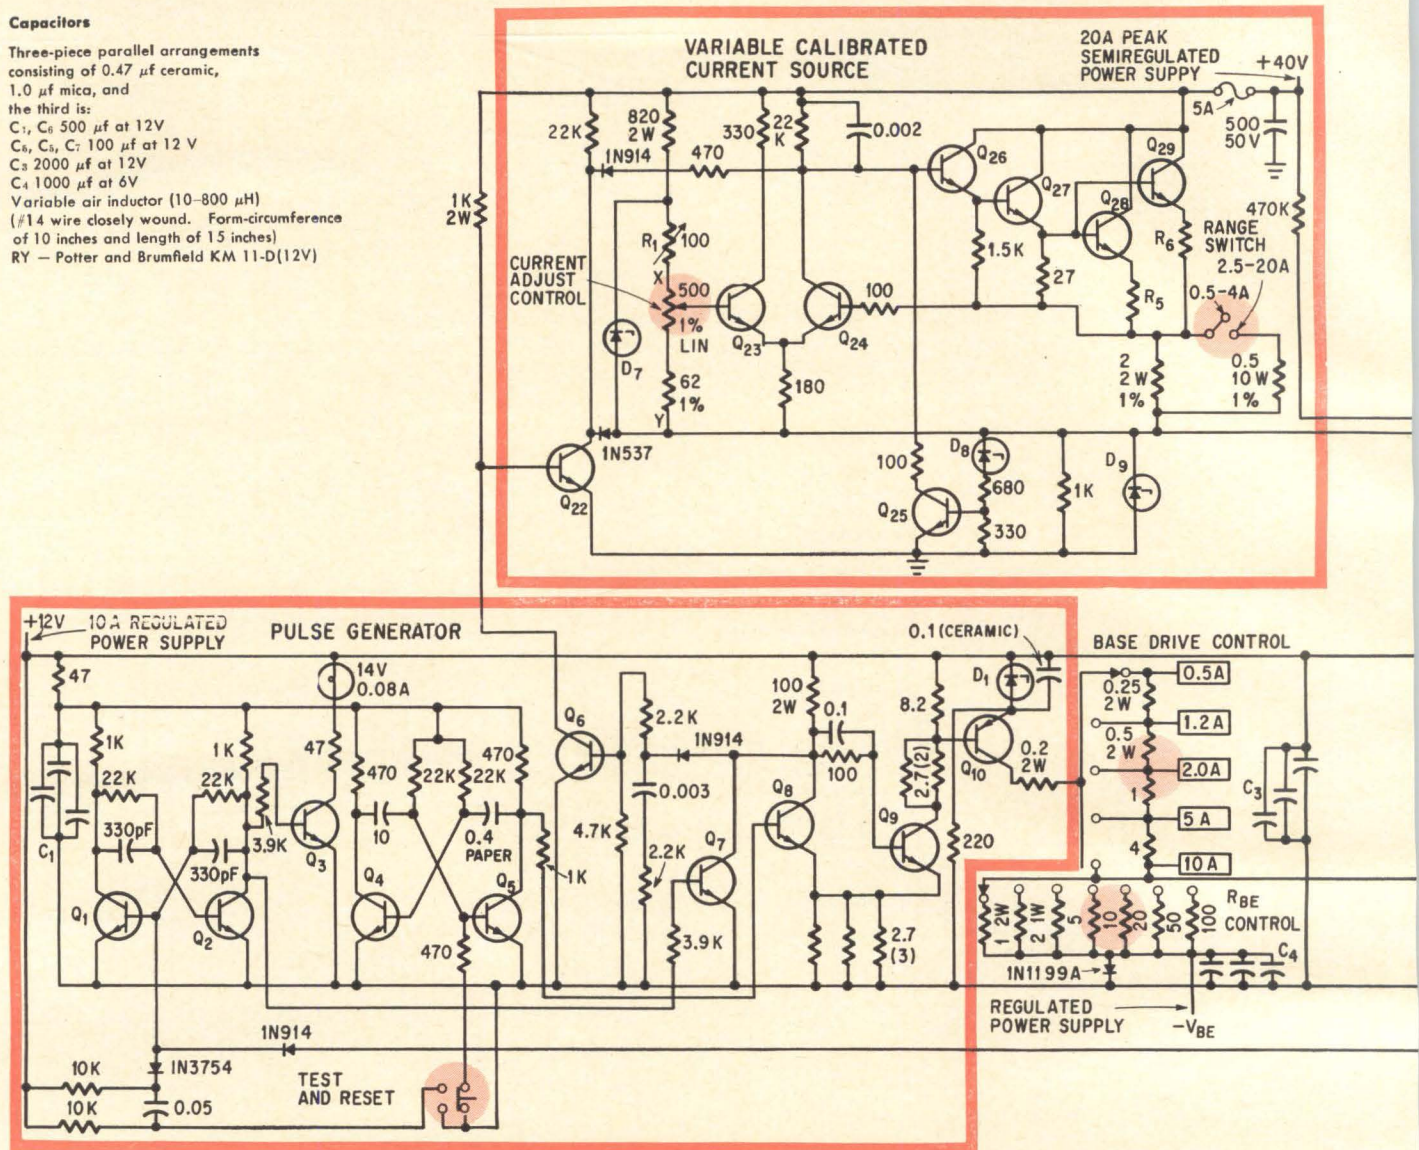 Capacitors
Three-piece parallel arrangements
consisting of 0.47 µf ceramic,
1.0 µf mica, and
the third is:
C₁, C₆ 500 µf at 12V
C₆, C₅, C₇ 100 µf at 12 V
C₃ 2000 µf at 12V
C₄ 1000 µf at 6V
Variable air inductor (10–800 µH)
(#14 wire closely wound. Form-circumference
of 10 inches and length of 15 inches)
RY — Potter and Brumfield KM 11-D(12V)
VARIABLE CALIBRATED
CURRENT SOURCE
20A PEAK
SEMIREGULATED
POWER SUPPY
+40V
5A
500
50V
22K
820
2W
330
22
K
0.002
1N914
470
Q26
Q27
Q28
Q29
1K
2W
R1
100
X
CURRENT
ADJUST
CONTROL
500
1%
LIN
Q23
Q24
100
1.5K
27
R5
R6
470K
RANGE
SWITCH
2.5-20A
0.5-4A
D7
62
1%
Y
180
2
2W
1%
0.5
10W
1%
1N537
Q22
100
Q25
D8
680
330
1K
D9
+12V
10A REGULATED
POWER SUPPLY
PULSE GENERATOR
47
14V
0.08A
1K
22K
1K
22K
330pF
330pF
3.9K
47
Q3
C1
Q1
Q2
470
22K
22K
470
10
0.4
PAPER
Q4
Q5
470
1K
Q6
2.2K
1N914
0.003
4.7K
2.2K
Q7
3.9K
100
2W
0.1
100
Q8
Q9
2.7
(3)
8.2
2.7(2)
0.1(CERAMIC)
D1
Q10
0.2
2W
220
BASE DRIVE CONTROL
0.5A
0.25
2W
1.2A
0.5
2W
2.0A
1
5A
4
10A
C3
1 2W
2 1W
5
10
20
50
100
RBE
CONTROL
1N1199A
C4
REGULATED
POWER SUPPLY
-VBE
1N914
1N3754
10K
10K
0.05
TEST
AND RESET